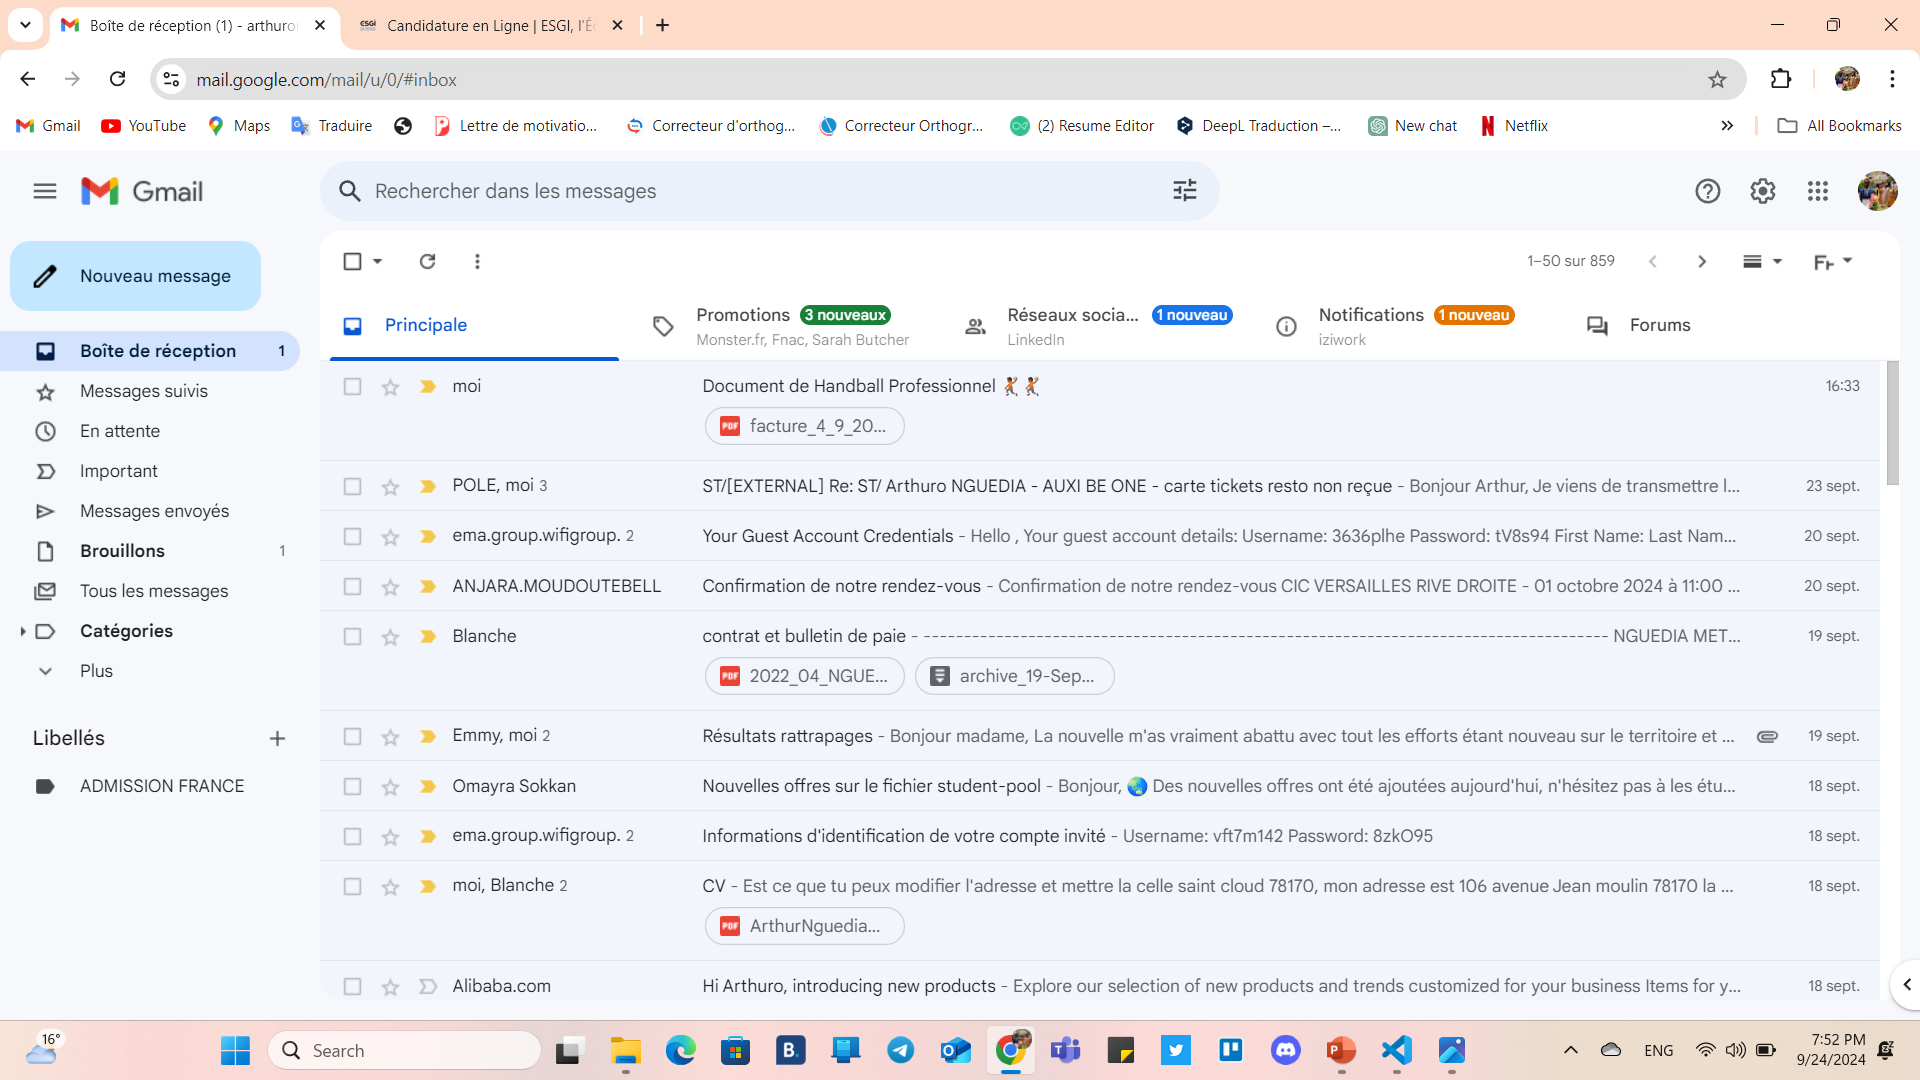 Boîte de réception (1) - arthuro
Candidature en Ligne | ESGI, l'É
mail.google.com/mail/u/0/#inbox
Gmail
YouTube
Maps
Traduire
Lettre de motivatio...
Correcteur d'orthog...
Correcteur Orthogr...
(2) Resume Editor
DeepL Traduction –...
New chat
Netflix
All Bookmarks
Gmail
Rechercher dans les messages
Nouveau message
1–50 sur 859
Principale
Promotions 3 nouveaux
Monster.fr, Fnac, Sarah Butcher
Réseaux socia... 1 nouveau
LinkedIn
Notifications 1 nouveau
iziwork
Forums
Boîte de réception 1
Messages suivis
En attente
Important
Messages envoyés
Brouillons 1
Tous les messages
Catégories
Plus
Libellés
ADMISSION FRANCE
moi Document de Handball Professionnel 🤾🤾 16:33
PDF facture_4_9_20...
POLE, moi 3 ST/[EXTERNAL] Re: ST/ Arthuro NGUEDIA - AUXI BE ONE - carte tickets resto non reçue - Bonjour Arthur, Je viens de transmettre l... 23 sept.
ema.group.wifigroup. 2 Your Guest Account Credentials - Hello , Your guest account details: Username: 3636plhe Password: tV8s94 First Name: Last Nam... 20 sept.
ANJARA.MOUDOUTEBELL Confirmation de notre rendez-vous - Confirmation de notre rendez-vous CIC VERSAILLES RIVE DROITE - 01 octobre 2024 à 11:00 ... 20 sept.
Blanche contrat et bulletin de paie - ------------------------------------------------------------------------------------- NGUEDIA MET... 19 sept.
PDF 2022_04_NGUE... archive_19-Sep...
Emmy, moi 2 Résultats rattrapages - Bonjour madame, La nouvelle m'as vraiment abattu avec tout les efforts étant nouveau sur le territoire et ... 19 sept.
Omayra Sokkan Nouvelles offres sur le fichier student-pool - Bonjour, 🌏 Des nouvelles offres ont été ajoutées aujourd'hui, n'hésitez pas à les étu... 18 sept.
ema.group.wifigroup. 2 Informations d'identification de votre compte invité - Username: vft7m142 Password: 8zkO95 18 sept.
moi, Blanche 2 CV - Est ce que tu peux modifier l'adresse et mettre la celle saint cloud 78170, mon adresse est 106 avenue Jean moulin 78170 la ... 18 sept.
PDF ArthurNguedia...
Alibaba.com Hi Arthuro, introducing new products - Explore our selection of new products and trends customized for your business Items for y... 18 sept.
16°
Search
ENG
7:52 PM
9/24/2024